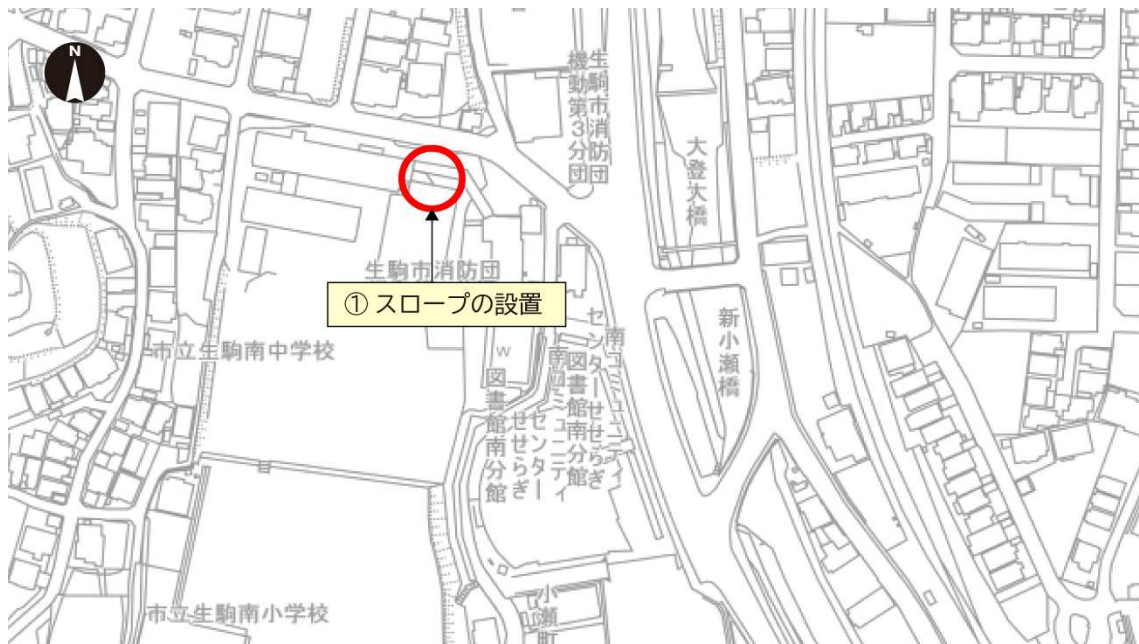 N
生駒市消防団
機動第3分団
大登大橋
生駒市消防団
① スロープの設置
新小瀬橋
市立生駒南中学校
W
南コミュニティ
センターせせらぎ
図書館南分館
南コミュニティ
センター
せせらぎ
図書館南分館
小瀬町
市立生駒南小学校